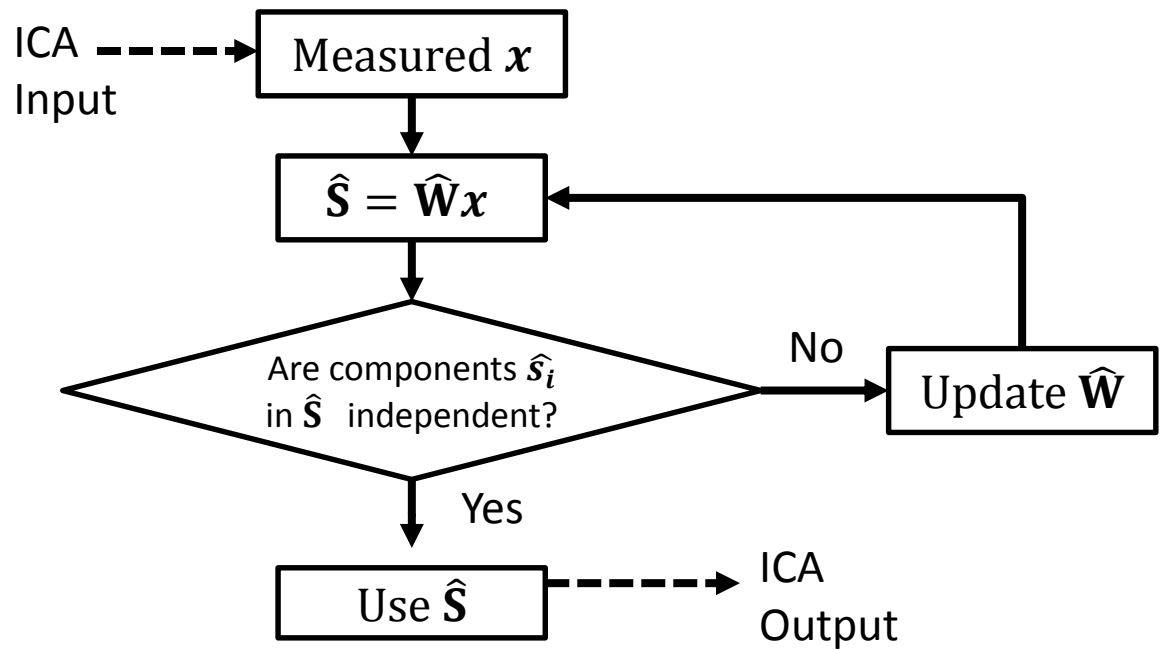 ICA
Input
Measured x
Ŝ = Ŵx
Are components ŝᵢ
in Ŝ independent?
No
Update Ŵ
Yes
Use Ŝ
ICA
Output